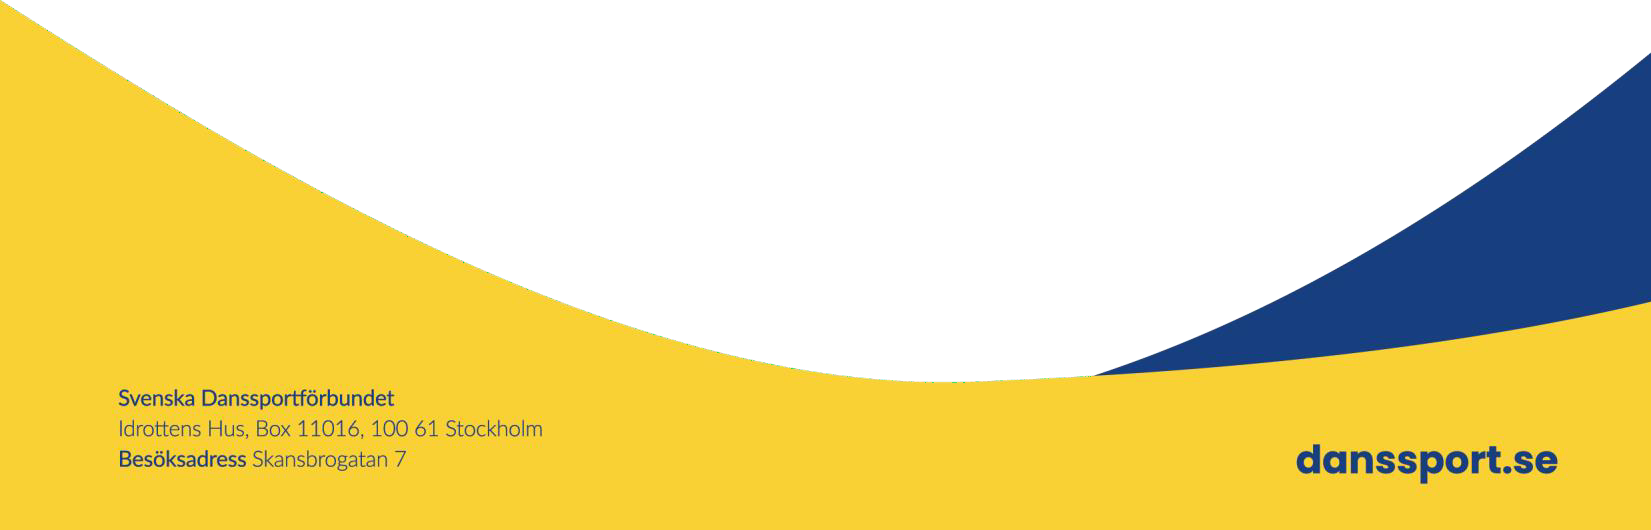 Svenska Danssportförbundet
Idrottens Hus, Box 11016, 100 61 Stockholm
Besöksadress Skansbrogatan 7
danssport.se